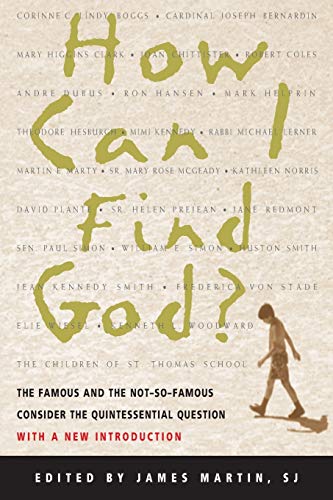 CORINNE C. LINDY BOGGS • CARDINAL JOSEPH BERNARDIN
MARY HIGGINS CLARK • JOAN CHITTISTER • ROBERT COLES
ANDRE DUBUS • RON HANSEN • MARK HELPRIN
THEODORE HESBURGH • MIMI KENNEDY • RABBI MICHAEL LERNER
MARTIN E. MARTY • SR. MARY ROSE MCGEADY • KATHLEEN NORRIS
DAVID PLANTE • SR. HELEN PREJEAN • JANE REDMONT
SEN. PAUL SIMON • WILLIAM E. SIMON • HUSTON SMITH
JEAN KENNEDY SMITH • FREDERICA VON STADE
ELIE WIESEL • KENNETH L. WOODWARD
THE CHILDREN OF ST. THOMAS SCHOOL
How
Can I
Find
God?
THE FAMOUS AND THE NOT-SO-FAMOUS
CONSIDER THE QUINTESSENTIAL QUESTION
WITH A NEW INTRODUCTION
EDITED BY JAMES MARTIN, SJ